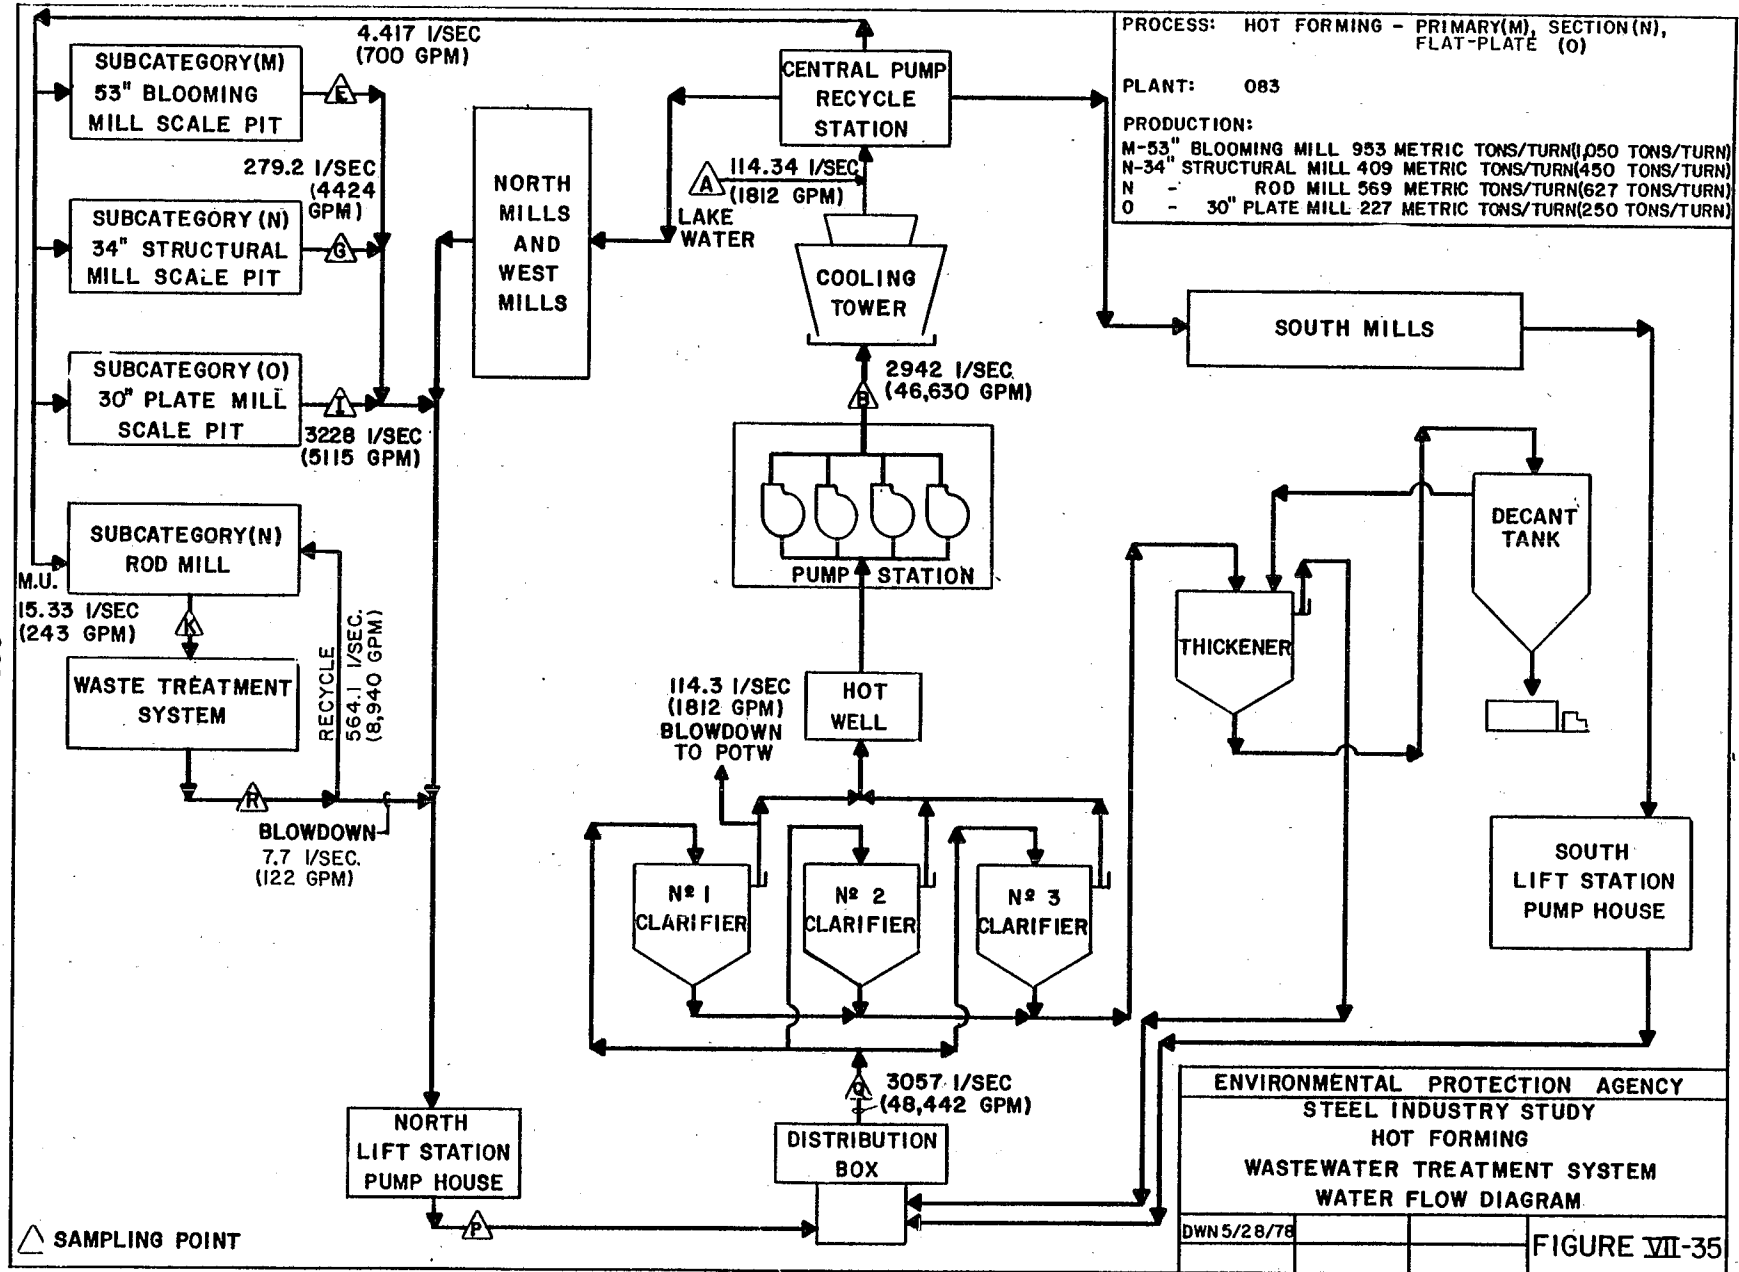 4.417 l/SEC
(700 GPM)
PROCESS: HOT FORMING - PRIMARY(M), SECTION(N),
FLAT-PLATE (O)
PLANT: 083
PRODUCTION:
M-53" BLOOMING MILL 953 METRIC TONS/TURN(1,050 TONS/TURN)
N-34" STRUCTURAL MILL 409 METRIC TONS/TURN(450 TONS/TURN)
N - ROD MILL 569 METRIC TONS/TURN(627 TONS/TURN)
O - 30" PLATE MILL 227 METRIC TONS/TURN(250 TONS/TURN)
SUBCATEGORY(M)
53" BLOOMING
MILL SCALE PIT
E
279.2 l/SEC
(4424
GPM)
SUBCATEGORY (N)
34" STRUCTURAL
MILL SCALE PIT
G
SUBCATEGORY (O)
30" PLATE MILL
SCALE PIT
I
3228 l/SEC
(5115 GPM)
NORTH
MILLS
AND
WEST
MILLS
CENTRAL PUMP
RECYCLE
STATION
A
114.34 l/SEC
(1812 GPM)
LAKE
WATER
COOLING
TOWER
2942 l/SEC.
(46,630 GPM)
B
PUMP STATION
SOUTH MILLS
DECANT
TANK
THICKENER
SUBCATEGORY(N)
ROD MILL
M.U.
15.33 l/SEC
(243 GPM)
K
WASTE TREATMENT
SYSTEM
RECYCLE
564.1 l/SEC.
(8,940 GPM)
R
BLOWDOWN
7.7 l/SEC.
(122 GPM)
114.3 l/SEC
(1812 GPM)
BLOWDOWN
TO POTW
HOT
WELL
Nº 1
CLARIFIER
Nº 2
CLARIFIER
Nº 3
CLARIFIER
SOUTH
LIFT STATION
PUMP HOUSE
Q
3057 l/SEC
(48,442 GPM)
DISTRIBUTION
BOX
NORTH
LIFT STATION
PUMP HOUSE
P
SAMPLING POINT
ENVIRONMENTAL PROTECTION AGENCY
STEEL INDUSTRY STUDY
HOT FORMING
WASTEWATER TREATMENT SYSTEM
WATER FLOW DIAGRAM
DWN 5/28/78
FIGURE VII-35